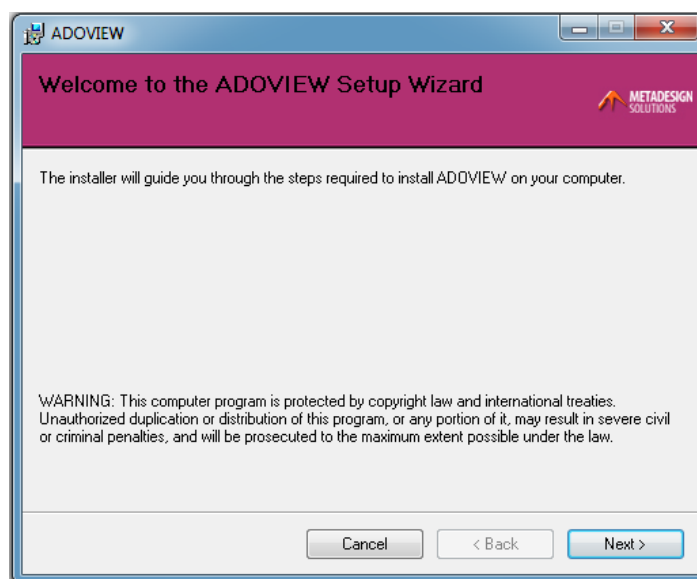 ADOVIEW
Welcome to the ADOVIEW Setup Wizard
METADESIGN
SOLUTIONS
The installer will guide you through the steps required to install ADOVIEW on your computer.
WARNING: This computer program is protected by copyright law and international treaties.
Unauthorized duplication or distribution of this program, or any portion of it, may result in severe civil
or criminal penalties, and will be prosecuted to the maximum extent possible under the law.
Cancel
< Back
Next >